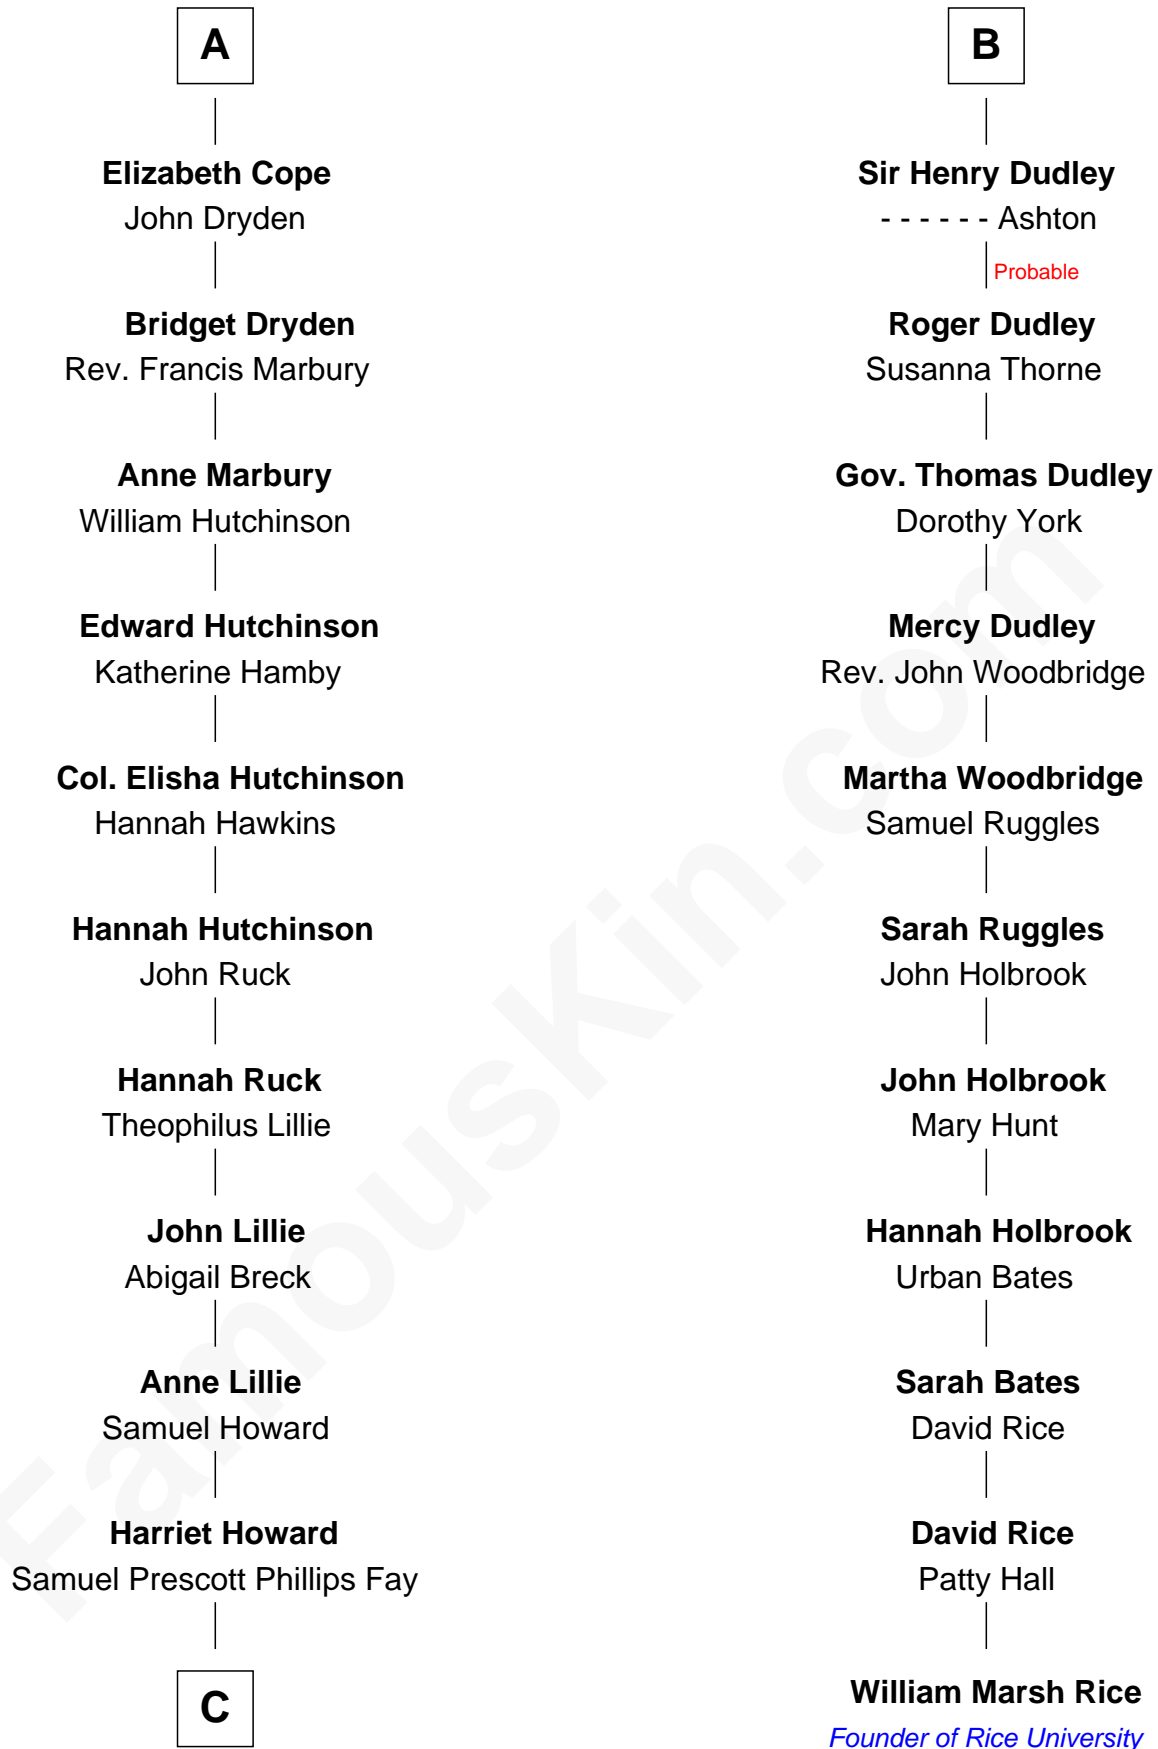 A
Elizabeth Cope
John Dryden
Bridget Dryden
Rev. Francis Marbury
Anne Marbury
William Hutchinson
Edward Hutchinson
Katherine Hamby
Col. Elisha Hutchinson
Hannah Hawkins
Hannah Hutchinson
John Ruck
Hannah Ruck
Theophilus Lillie
John Lillie
Abigail Breck
Anne Lillie
Samuel Howard
Harriet Howard
Samuel Prescott Phillips Fay
C
B
Sir Henry Dudley
- - - - - - Ashton
Probable
Roger Dudley
Susanna Thorne
Gov. Thomas Dudley
Dorothy York
Mercy Dudley
Rev. John Woodbridge
Martha Woodbridge
Samuel Ruggles
Sarah Ruggles
John Holbrook
John Holbrook
Mary Hunt
Hannah Holbrook
Urban Bates
Sarah Bates
David Rice
David Rice
Patty Hall
William Marsh Rice
Founder of Rice University
FamousKin.com